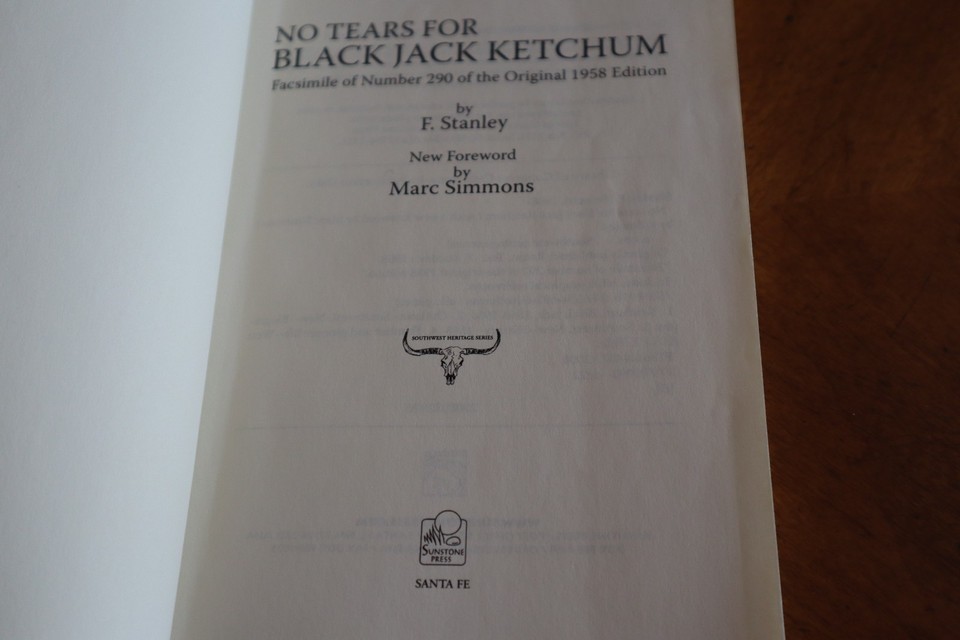 NO TEARS FOR
BLACK JACK KETCHUM
Facsimile of Number 290 of the Original 1958 Edition
by
F. Stanley
New Foreword
by
Marc Simmons
SOUTHWEST HERITAGE SERIES
SUNSTONE
PRESS
SANTA FE